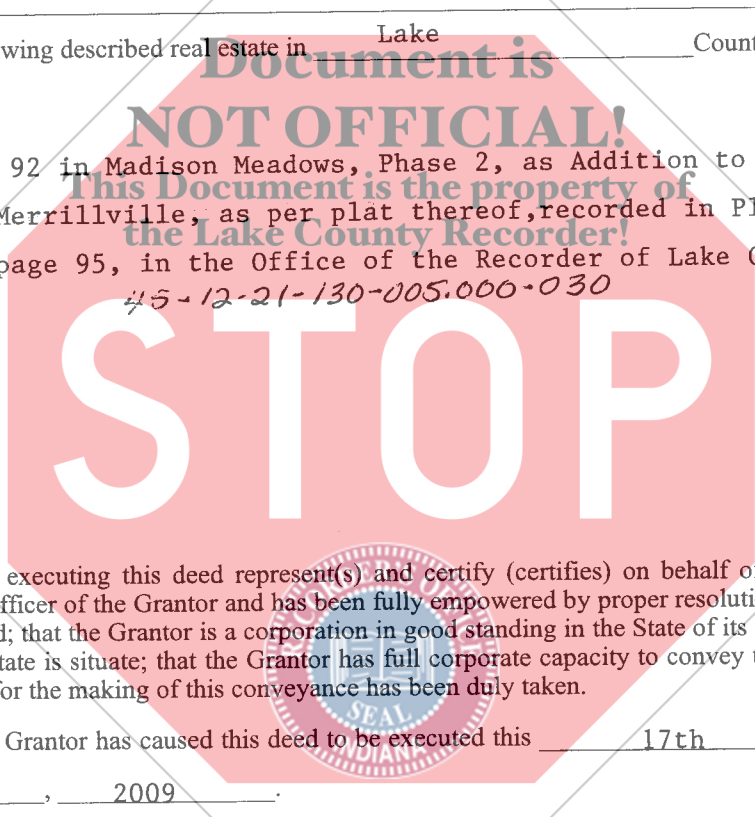 wing described real estate in Lake Count
Document is
NOT OFFICIAL!
92 in Madison Meadows, Phase 2, as Addition to
This Document is the property of
Merrillville, as per plat thereof,recorded in Pl
the Lake County Recorder!
page 95, in the Office of the Recorder of Lake C
45-12-21-130-005.000-030
STOP
executing this deed represent(s) and certify (certifies) on behalf o
fficer of the Grantor and has been fully empowered by proper resoluti
d; that the Grantor is a corporation in good standing in the State of its
tate is situate; that the Grantor has full corporate capacity to convey t
for the making of this conveyance has been duly taken.
RECORDER'S OFFICE
SEAL
INDIANA
Grantor has caused this deed to be executed this 17th
, 2009 .